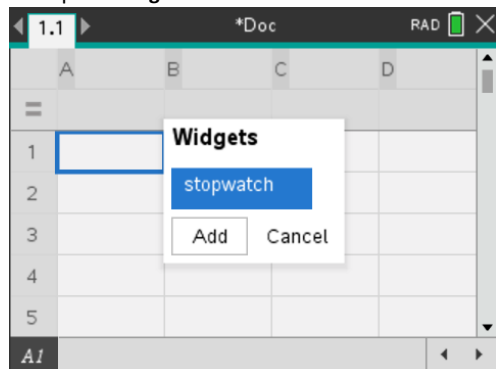 1.1 *Doc RAD
A B C D
=
1
2
3
4
5
Widgets
stopwatch
Add Cancel
A1